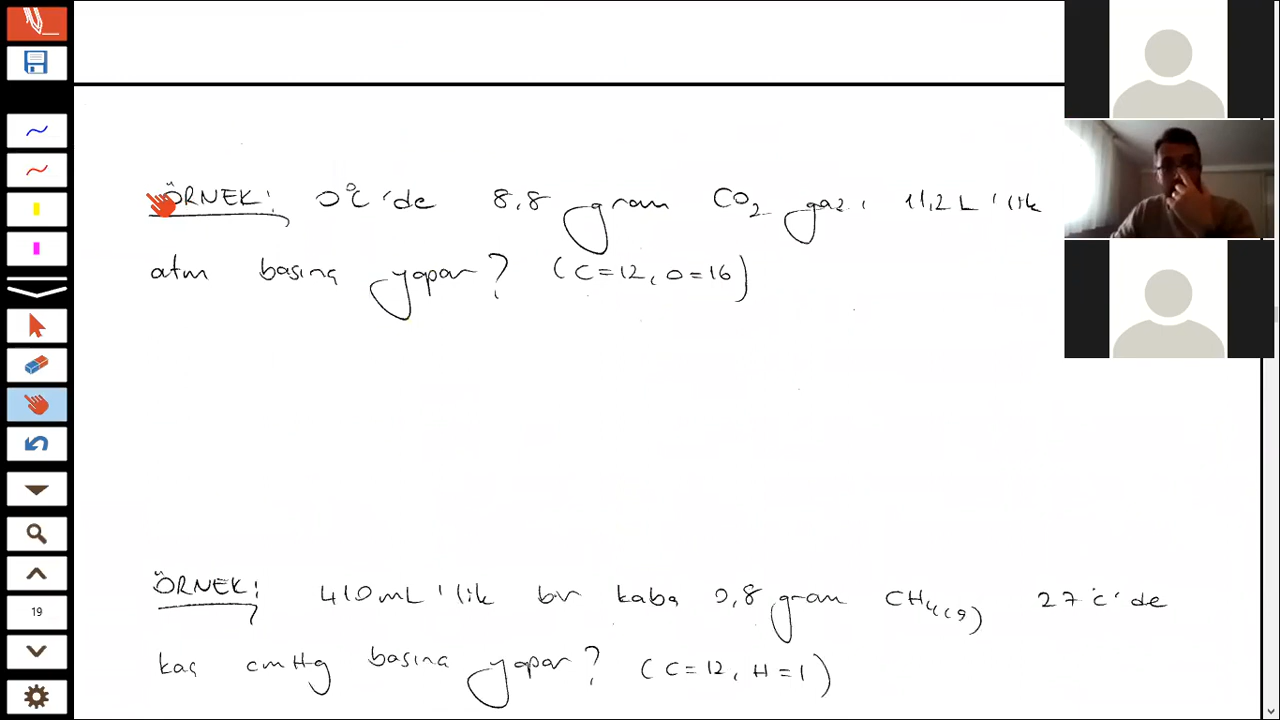 ÖRNEK: 0°C'de 8,8 gram CO₂ gazı 11,2 L'lik
atm basınç yapar? (C=12, O=16)
ÖRNEK: 410 mL'lik bir kaba 0,8 gram CH₄(g) 27°C'de
kaç cmHg basınç yapar? (C=12, H=1)
19